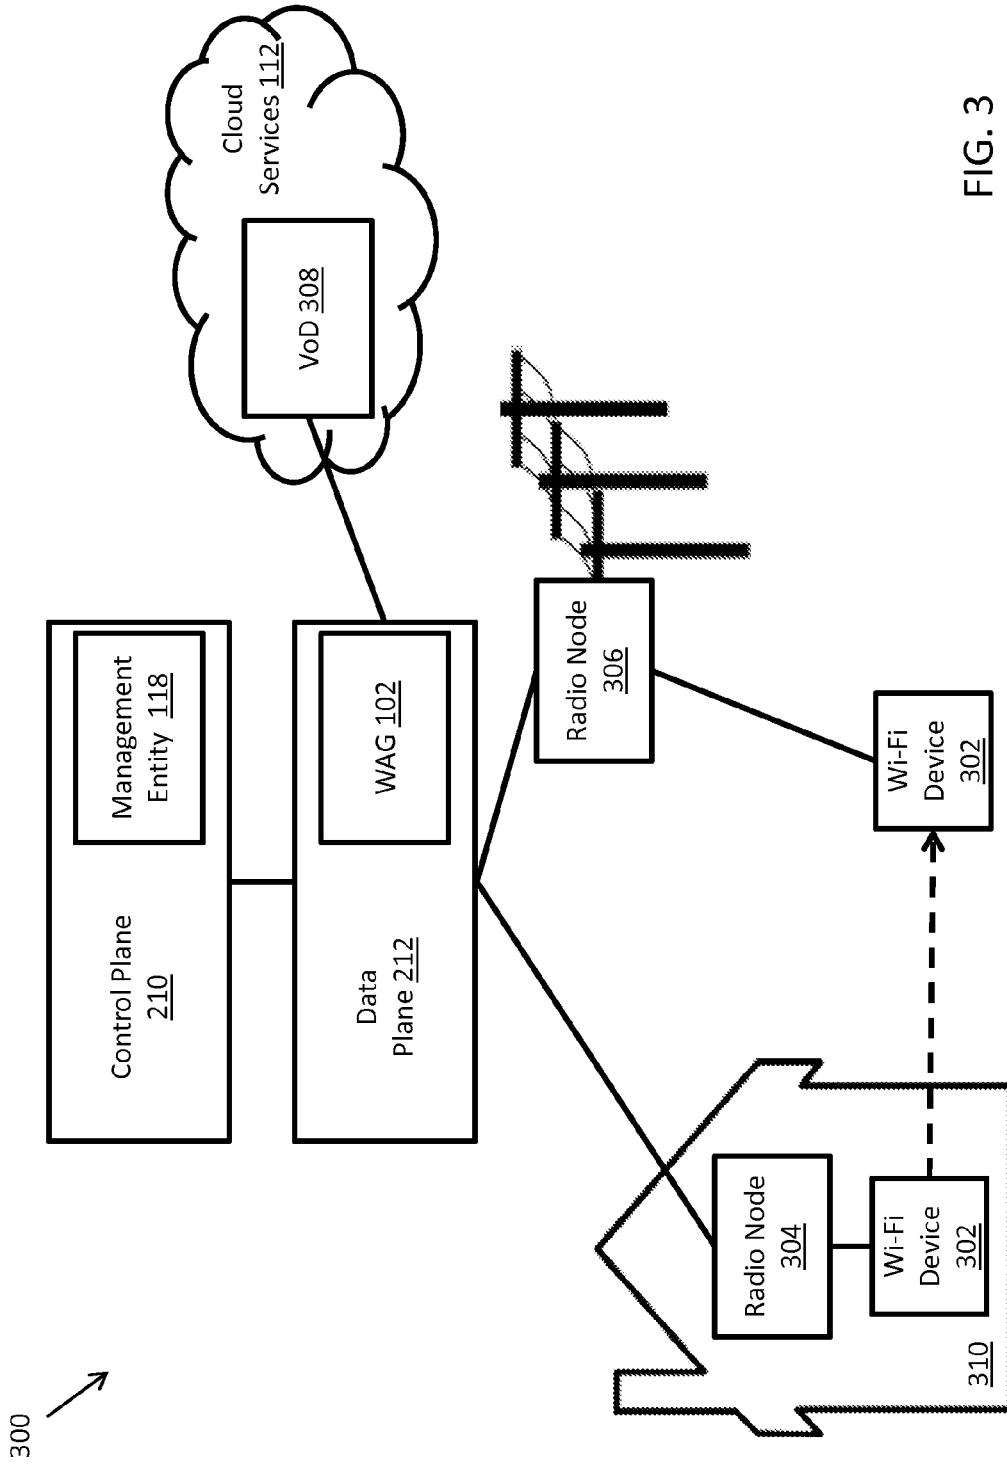 300
Control Plane
210
Management
Entity 118
Data
Plane 212
WAG 102
Cloud
Services 112
VoD 308
Radio Node
304
Radio Node
306
Wi-Fi
Device
302
Wi-Fi
Device
302
310
FIG. 3